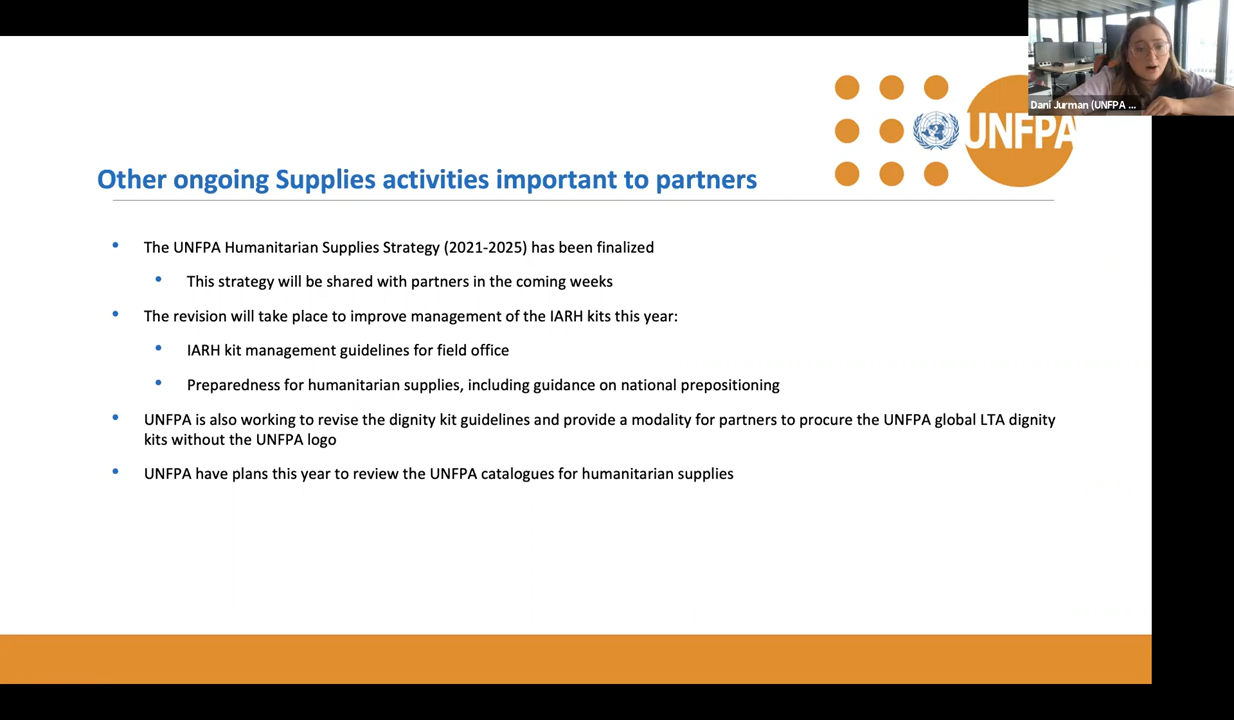 Dani Jurman (UNFPA ...
UNFPA
Other ongoing Supplies activities important to partners
• The UNFPA Humanitarian Supplies Strategy (2021-2025) has been finalized
• This strategy will be shared with partners in the coming weeks
• The revision will take place to improve management of the IARH kits this year:
• IARH kit management guidelines for field office
• Preparedness for humanitarian supplies, including guidance on national prepositioning
• UNFPA is also working to revise the dignity kit guidelines and provide a modality for partners to procure the UNFPA global LTA dignity
kits without the UNFPA logo
• UNFPA have plans this year to review the UNFPA catalogues for humanitarian supplies